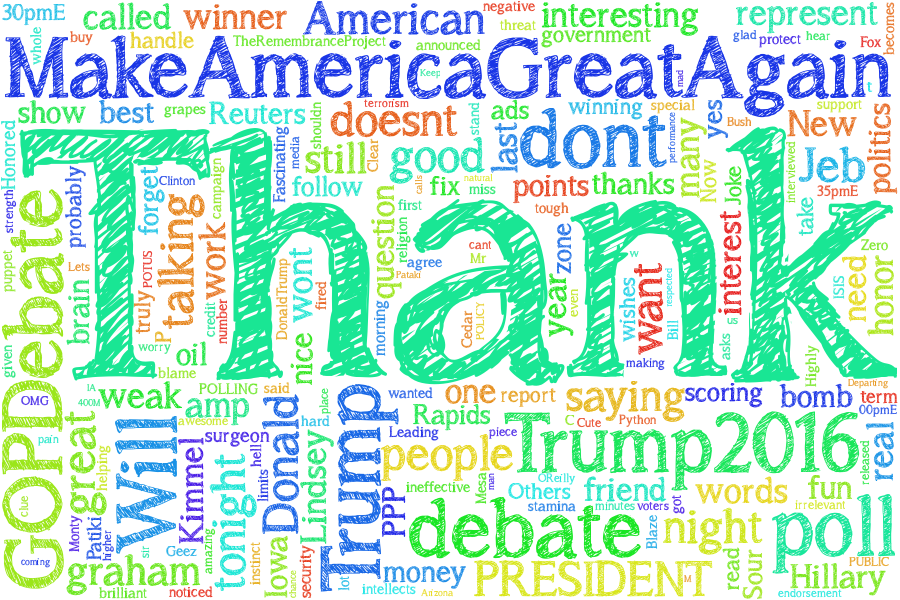 30pmE
called
winner
American
negative
threat
interesting
government
represent
glad
protect
hear
Fox
becomes
whole
buy
handle
TheRemembranceProject
announced
Keep
mad
MakeAmericaGreatAgain
t
show
best
grapes
Reuters
shouldn
terrorism
doesnt
stand
ads
winning
special
support
Honored
Fascinating
media
Clear
still
good
last
dont
performance
many
yes
Bush
New
politics
strength
probably
forget
Clinton
campaign
follow
fix
natural
miss
calls
points
thanks
Now
Joke
interviewed
Jeb
35pmE
Thank
GOPDebate
puppet
Lets
brain
POTUS
truly
talking
P
work
credit
number
DonaldTrump
wont
fired
question
religion
first
agree
Pataki
morning
cant
Mr
tough
zone
year
even
Cedar
POLICY
w
wishes
want
respected
Bill
making
interest
US
asks
take
ISIS
need
Zero
honor
Highly
given
worry
oil
blame
nice
OMG
IA
400M
weak
POLLING
said
amp
awesome
Donald
hard
place
Trump
wanted
one
report
saying
scoring
bomb
Departing
term
00pmE
Rapids
C
Cute
Python
Trump2016
real
released
pain
great
helping
Will
Kimmel
surgeon
hell
limits
tonight
Lindsey
Leading
piece
people
PPP
ineffective
Mesa
man
OReilly
Others
stamina
friend
minutes
voters
got
words
fun
irrelevant
clue
Monty
Pataki
higher
sir
Geez
amazing
instinct
Iowa
chance
security
lot
debate
Blaze
night
poll
coming
graham
brilliant
noticed
money
intellects
Arizona
PRESIDENT
M
read
Sour
Hillary
PUBLIC
endorsement